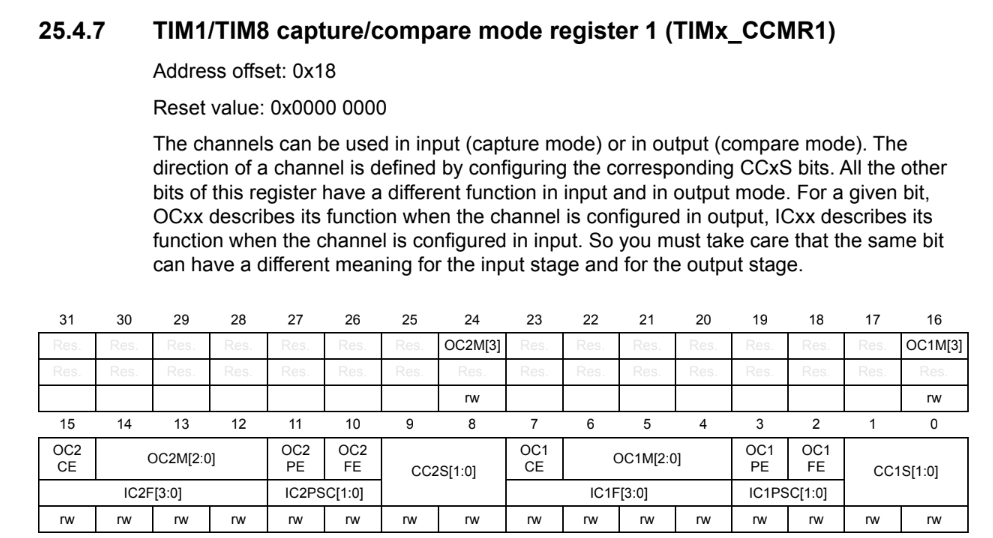 25.4.7 TIM1/TIM8 capture/compare mode register 1 (TIMx_CCMR1)
Address offset: 0x18
Reset value: 0x0000 0000
The channels can be used in input (capture mode) or in output (compare mode). The
direction of a channel is defined by configuring the corresponding CCxS bits. All the other
bits of this register have a different function in input and in output mode. For a given bit,
OCxx describes its function when the channel is configured in output, ICxx describes its
function when the channel is configured in input. So you must take care that the same bit
can have a different meaning for the input stage and for the output stage.
31 30 29 28 27 26 25 24 23 22 21 20 19 18 17 16
Res. Res. Res. Res. Res. Res. Res. OC2M[3] Res. Res. Res. Res. Res. Res. Res. OC1M[3]
Res. Res. Res. Res. Res. Res. Res. Res. Res. Res. Res. Res. Res. Res. Res. Res.
rw rw
15 14 13 12 11 10 9 8 7 6 5 4 3 2 1 0
OC2 CE OC2M[2:0] OC2 PE OC2 FE CC2S[1:0] OC1 CE OC1M[2:0] OC1 PE OC1 FE CC1S[1:0]
IC2F[3:0] IC2PSC[1:0] IC1F[3:0] IC1PSC[1:0]
rw rw rw rw rw rw rw rw rw rw rw rw rw rw rw rw